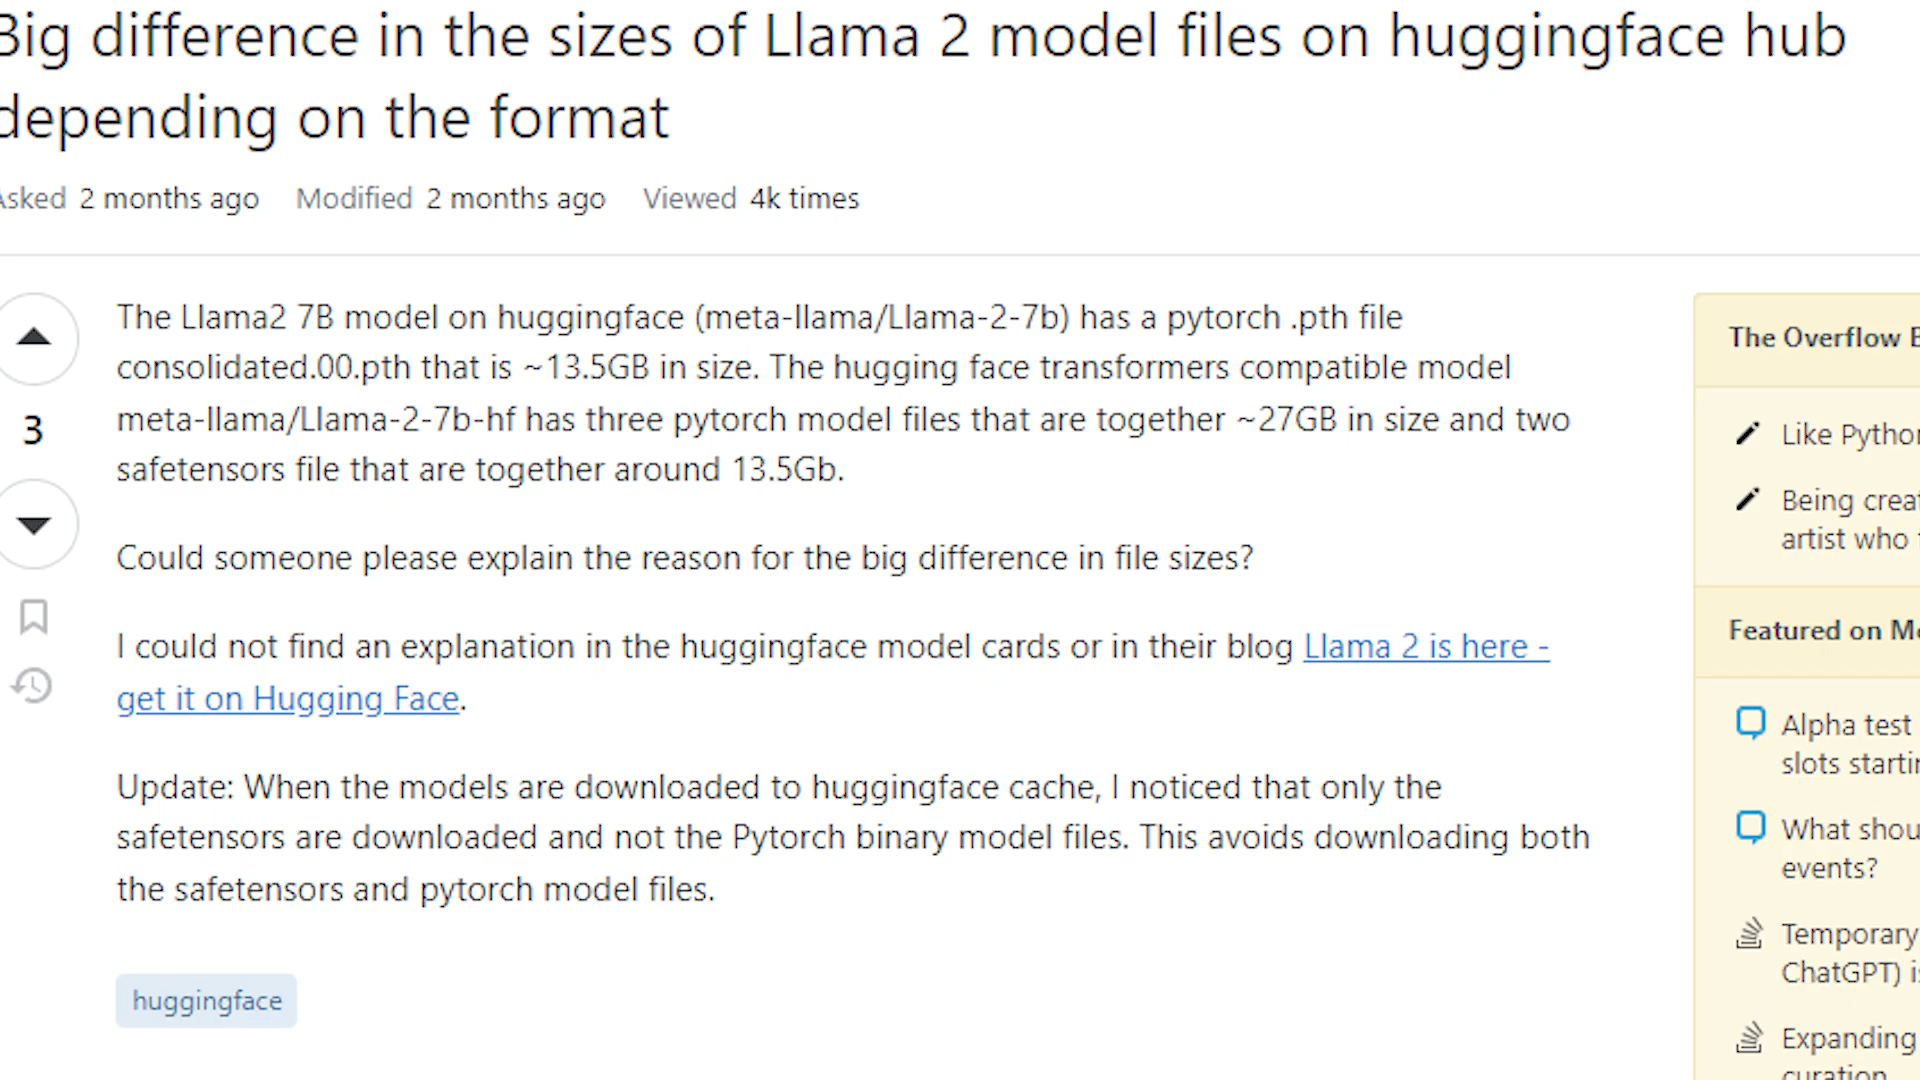 Big difference in the sizes of Llama 2 model files on huggingface hub
depending on the format
Asked 2 months ago Modified 2 months ago Viewed 4k times
The Llama2 7B model on huggingface (meta-llama/Llama-2-7b) has a pytorch .pth file
consolidated.00.pth that is ~13.5GB in size. The hugging face transformers compatible model
3
meta-llama/Llama-2-7b-hf has three pytorch model files that are together ~27GB in size and two
safetensors file that are together around 13.5Gb.
Could someone please explain the reason for the big difference in file sizes?
I could not find an explanation in the huggingface model cards or in their blog Llama 2 is here -
get it on Hugging Face.
Update: When the models are downloaded to huggingface cache, I noticed that only the
safetensors are downloaded and not the Pytorch binary model files. This avoids downloading both
the safetensors and pytorch model files.
huggingface
The Overflow
Like
Being
artist who
Featured on
Alpha test
slots
What
events?
Temporary
ChatGPT)
Expanding
curation